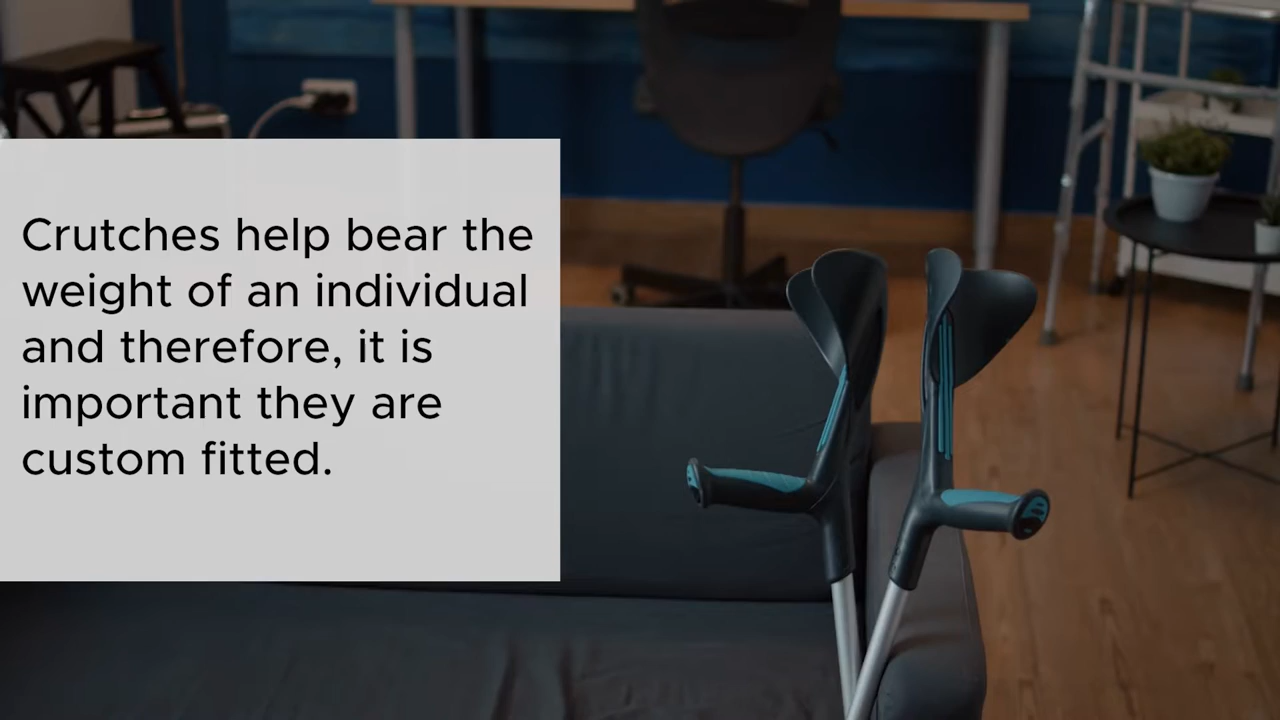 Crutches help bear the
weight of an individual
and therefore, it is
important they are
custom fitted.